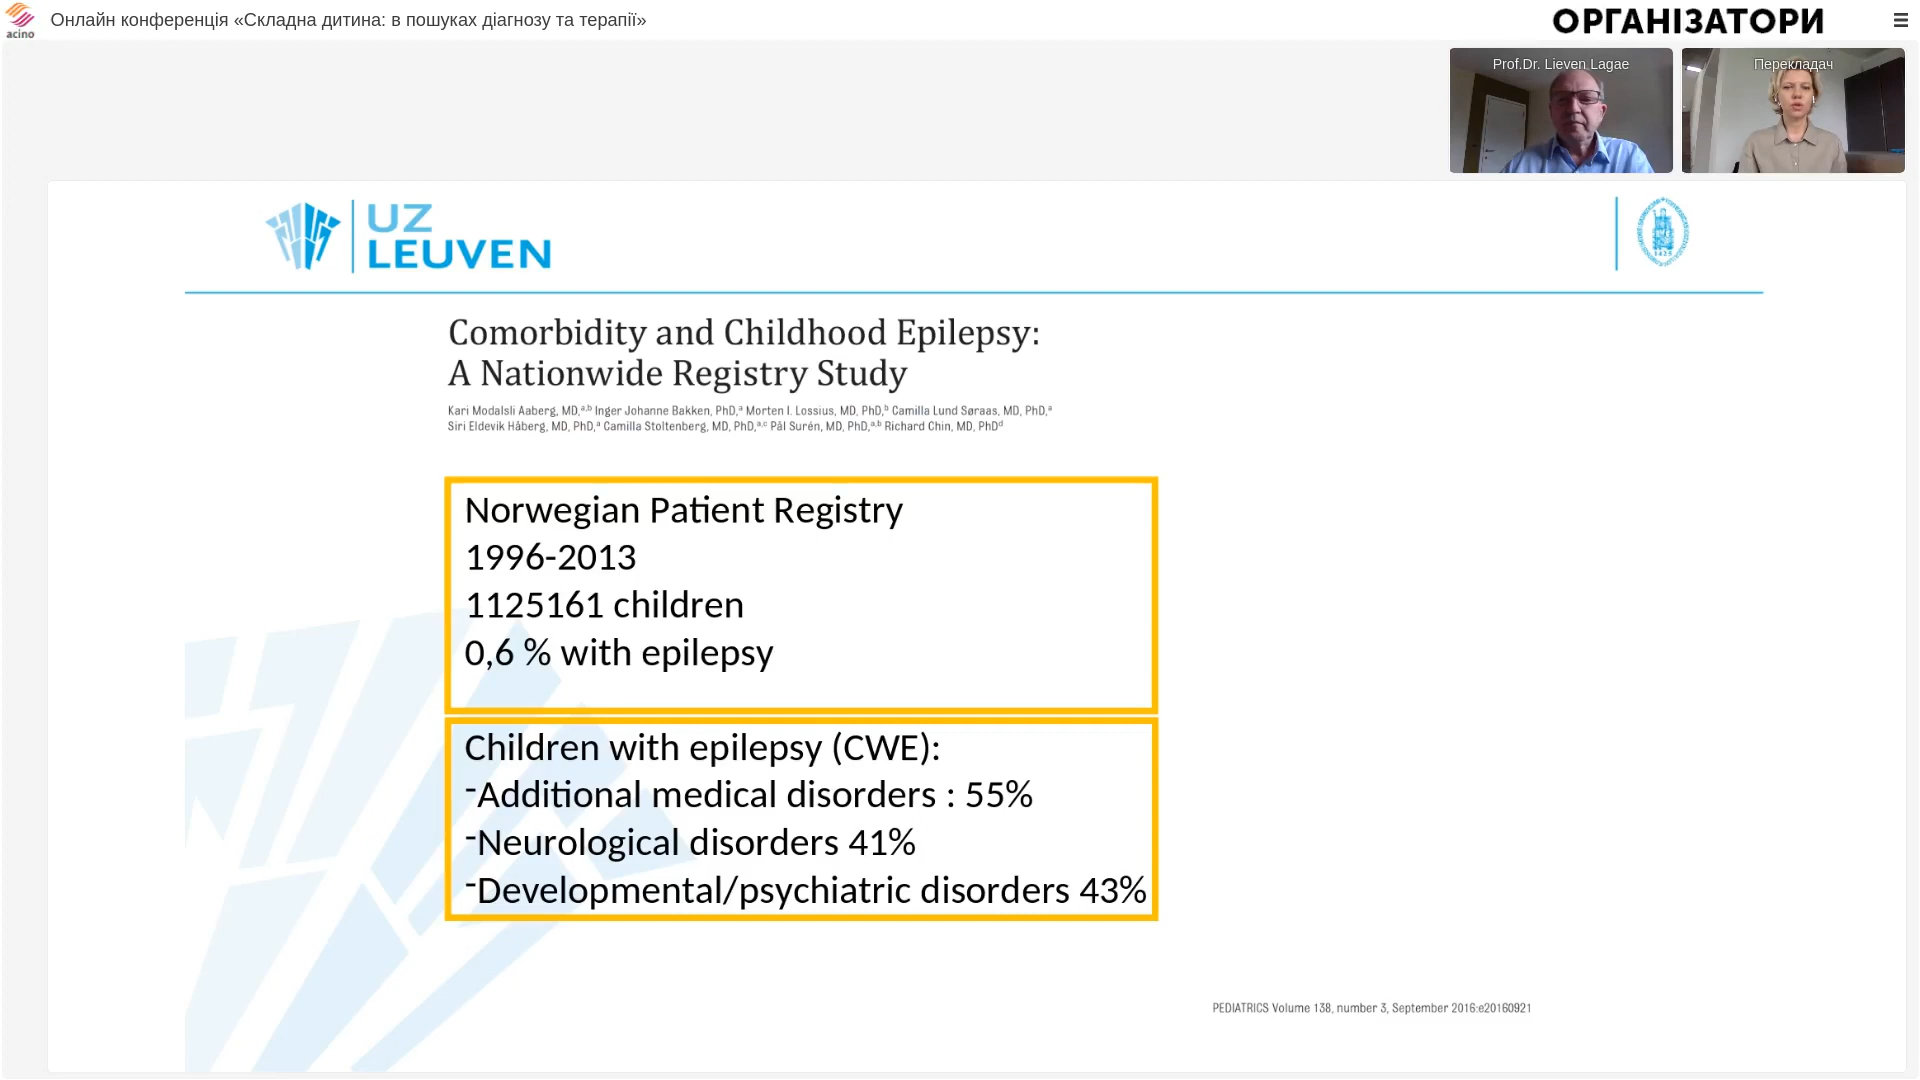 acino
Онлайн конференція «Складна дитина: в пошуках діагнозу та терапії»
ОРГАНІЗАТОРИ
Prof.Dr. Lieven Lagae
Перекладач
UZ
LEUVEN
Comorbidity and Childhood Epilepsy:
A Nationwide Registry Study
Kari Modalsli Aaberg, MD,a,b Inger Johanne Bakken, PhD,a Morten I. Lossius, MD, PhD,b Camilla Lund Søraas, MD, PhD,a
Siri Eldevik Håberg, MD, PhD,a Camilla Stoltenberg, MD, PhD,a,c Pål Surén, MD, PhD,a,b Richard Chin, MD, PhDd
Norwegian Patient Registry
1996-2013
1125161 children
0,6 % with epilepsy
Children with epilepsy (CWE):
-Additional medical disorders : 55%
-Neurological disorders 41%
-Developmental/psychiatric disorders 43%
PEDIATRICS Volume 138, number 3, September 2016:e20160921